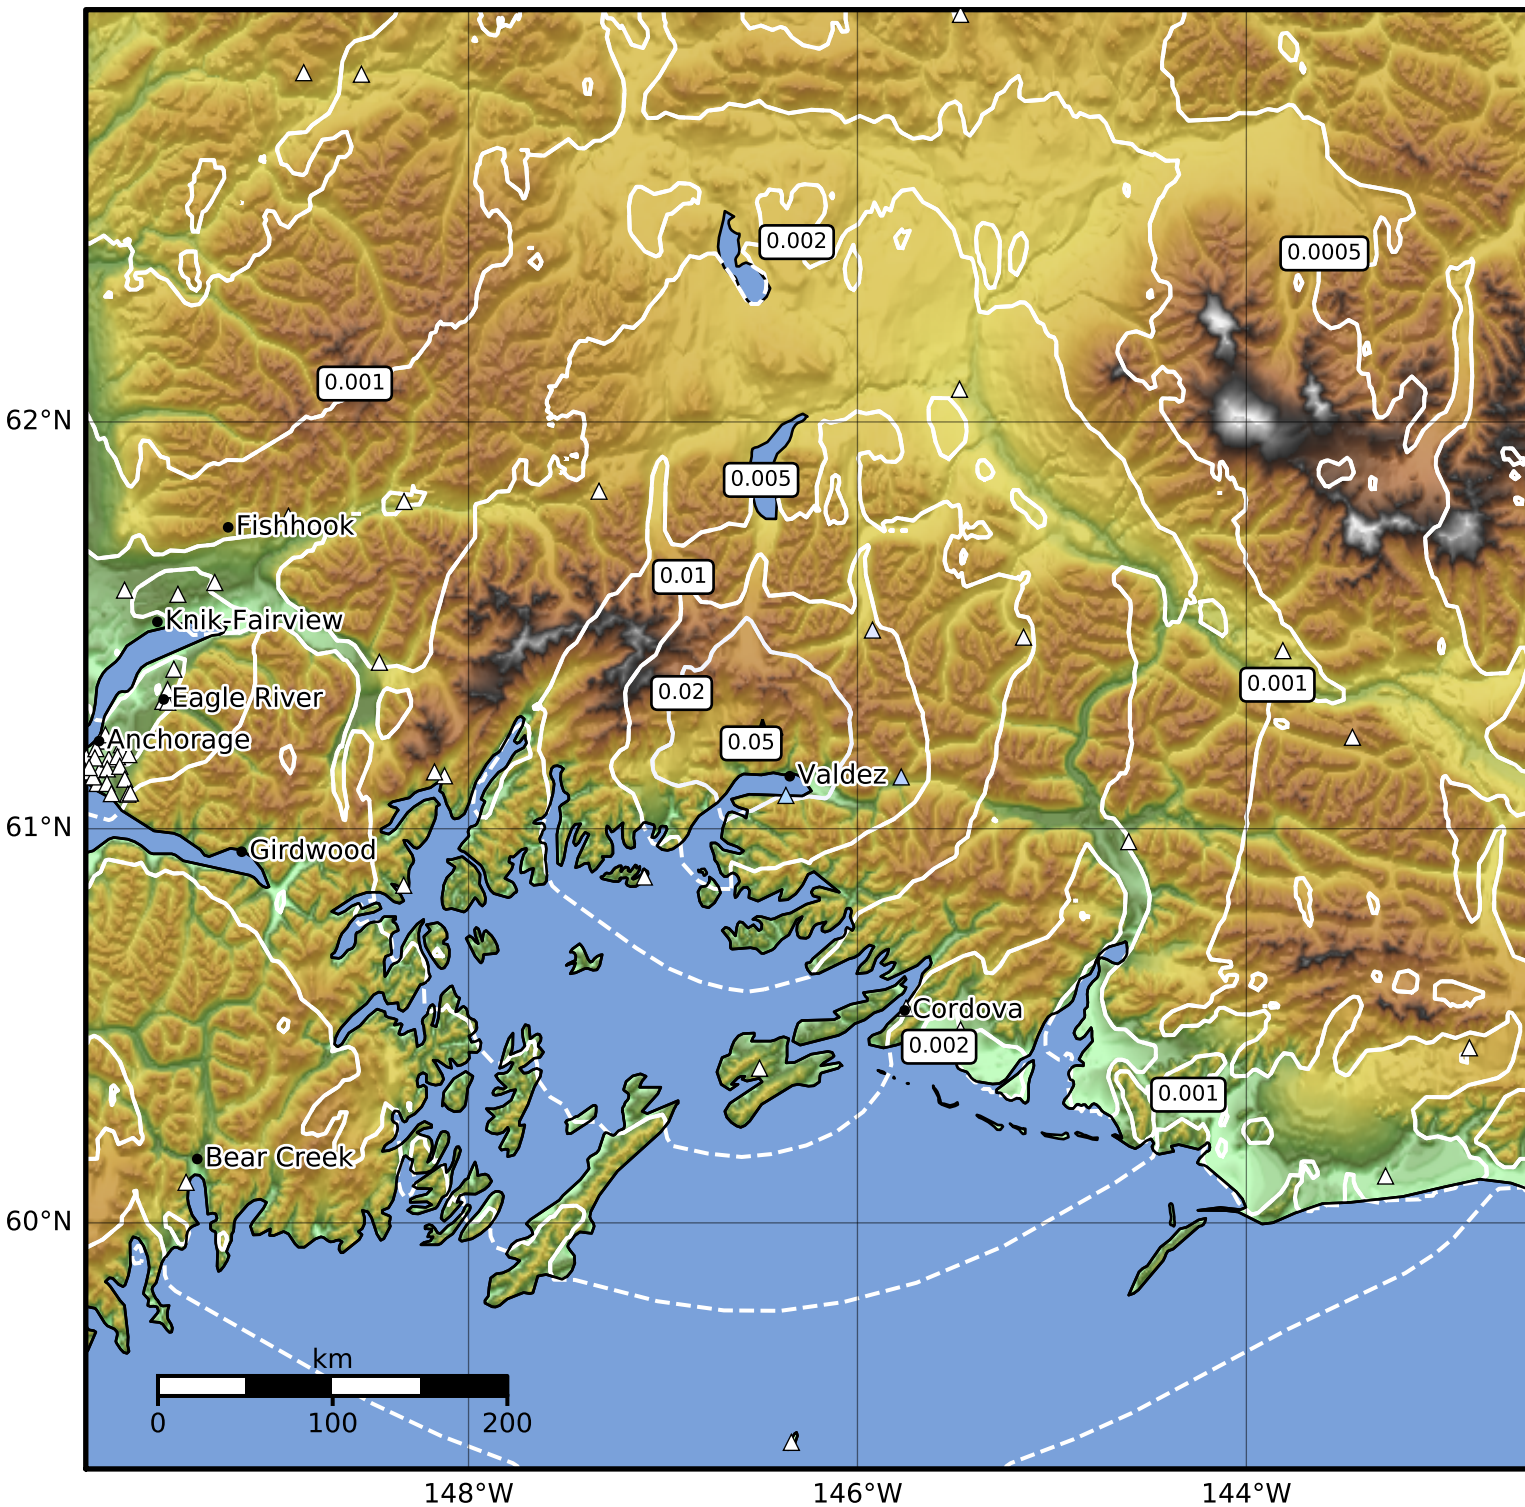 0.002
0.0005
0.001
62°N
0.005
Fishhook
0.01
Knik-Fairview
0.001
0.02
Eagle River
Anchorage
0.05
Valdez
61°N
Girdwood
Cordova
0.002
0.001
Bear Creek
60°N
km
0 100 200
148°W 146°W 144°W